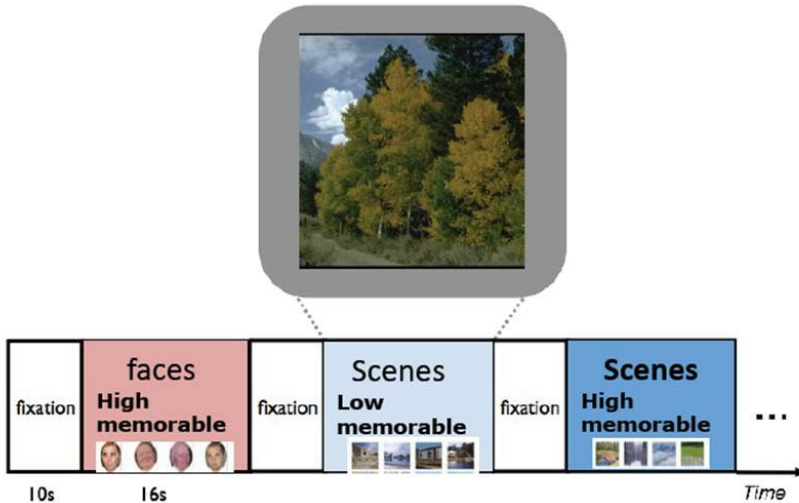 fixation
faces
High
memorable
fixation
Scenes
Low
memorable
fixation
Scenes
High
memorable
...
10s
16s
Time